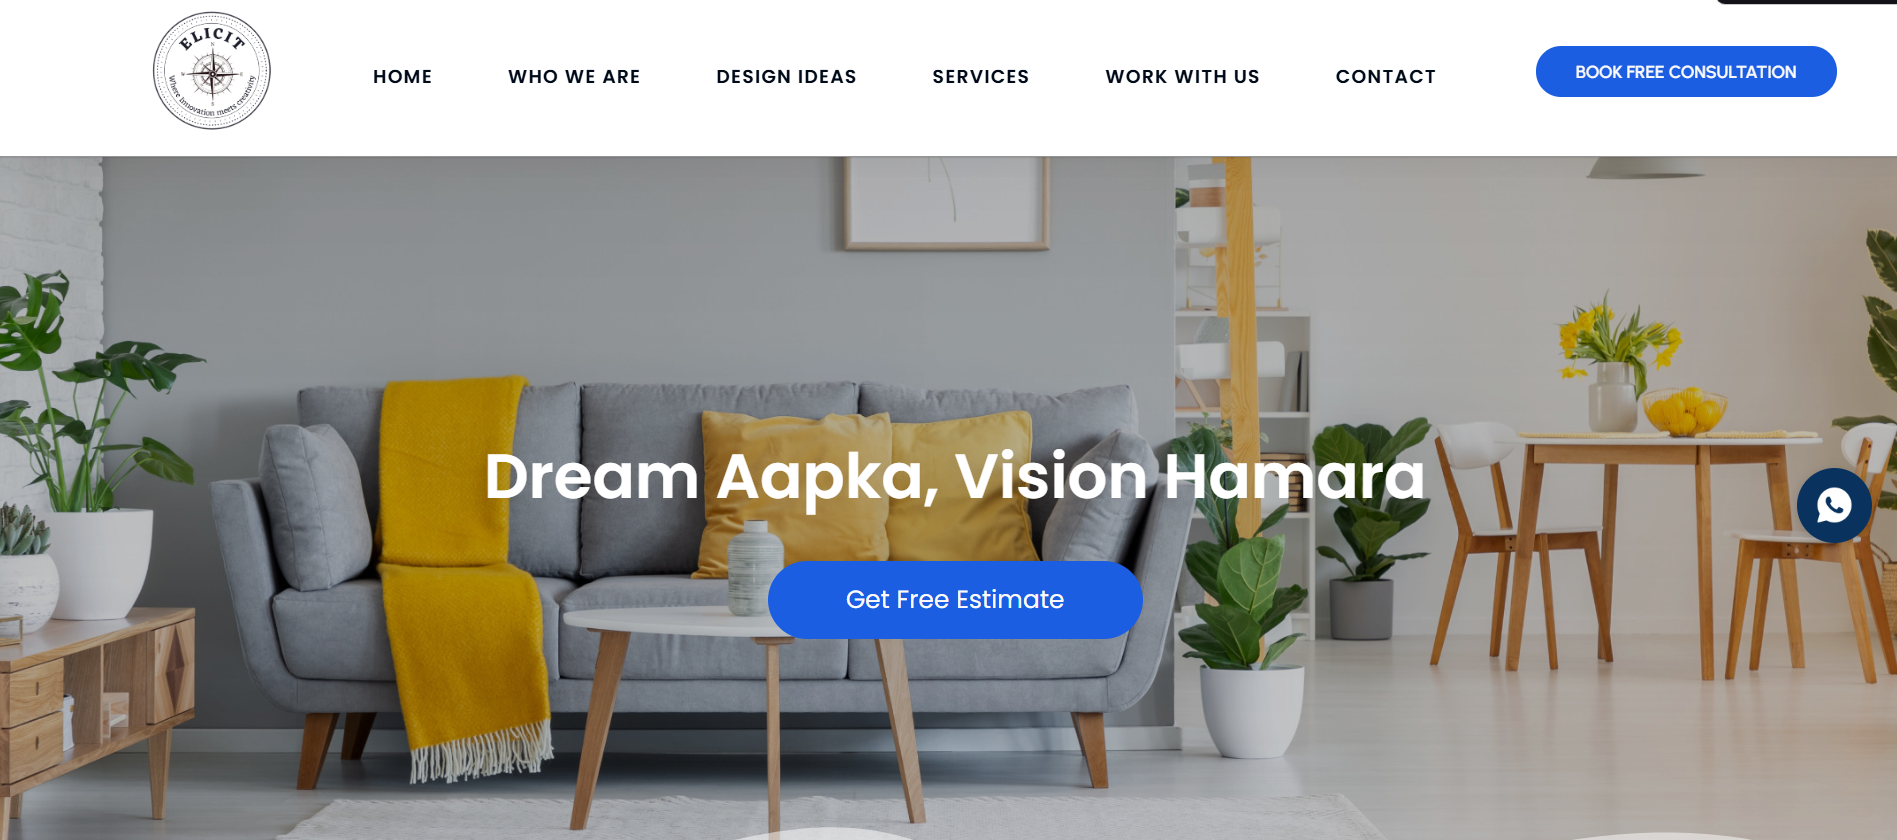 ELICIT
N
Where Innovation meets creativity
HOME
WHO WE ARE
DESIGN IDEAS
SERVICES
WORK WITH US
CONTACT
BOOK FREE CONSULTATION
Dream Aapka, Vision Hamara
Get Free Estimate